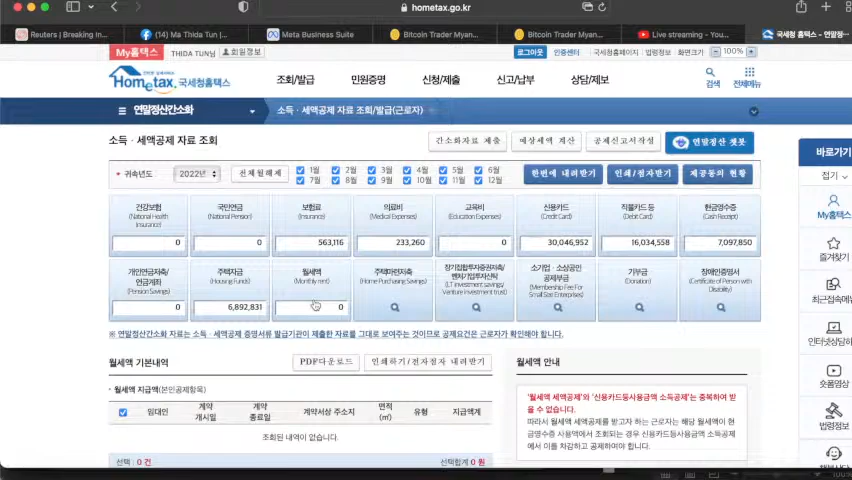 hometax.go.kr
Reuters | Breaking In...
(14) Ma Thida Tun |...
Meta Business Suite
Bitcoin Trader Myan...
Bitcoin Trader Myan...
Live streaming – You...
국세청 홈택스 – 연말정...
My홈택스
THIDA TUN님
회원정보
로그아웃
인증센터
국세청홈페이지
법령정보
화면크기
100%
Hometax. 국세청홈택스
조회/발급
민원증명
신청/제출
신고/납부
상담/제보
검색
전체메뉴
연말정산간소화
소득 · 세액공제 자료 조회/발급(근로자)
소득 · 세액공제 자료 조회
간소화자료 제출
예상세액 계산
공제신고서작성
연말정산 챗봇
바로가기
접기
* 귀속년도
2022년
전체월해제
1월 2월 3월 4월 5월 6월
7월 8월 9월 10월 11월 12월
한번에 내려받기
인쇄/전자받기
제공동의 현황
건강보험
(National Health
Insurance)
0
국민연금
(National Pension)
0
보험료
(Insurance)
563,116
의료비
(Medical Expenses)
233,260
교육비
(Education Expenses)
0
신용카드
(Credit Card)
30,046,952
직불카드 등
(Debit Card)
16,034,558
현금영수증
(Cash Receipt)
7,097,850
개인연금저축/
연금계좌
(Pension Savings)
0
주택자금
(Housing Funds)
6,892,831
월세액
(Monthly rent)
0
주택마련저축
(Home Purchasing Savings)
장기집합투자증권저축/
벤처기업투자신탁
(LT investment savings/
Venture investment trust)
소기업 · 소상공인
공제부금
(Membership Fee For
Small Size Enterprises)
기부금
(Donation)
장애인증명서
(Certificate of Person with
Disability)
My홈택스
즐겨찾기
최근접속메뉴
인터넷상담하
숏폼영상
법령정보
※ 연말정산간소화 자료는 소득 · 세액공제 증명서류 발급기관이 제출한 자료를 그대로 보여주는 것이므로 공제요건은 근로자가 확인해야 합니다.
월세액 기본내역
PDF다운로드
인쇄하기/전자점자 내려받기
월세액 안내
· 월세액 지급액(본인공제항목)
임대인
계약
개시일
계약
종료일
계약서상 주소지
면적
(㎡)
유형
지급액계
조회된 내역이 없습니다.
선택 : 0 건
선택합계 0 원
'월세액 세액공제'와 '신용카드등사용금액 소득공제'는 중복하여 받
을 수 없습니다.
따라서 월세액 세액공제를 받고자 하는 근로자는 해당 월세액이 현
금영수증 사용액에서 조회되는 경우 신용카드등사용금액 소득공제
에서 이를 차감하고 공제하여야 합니다.